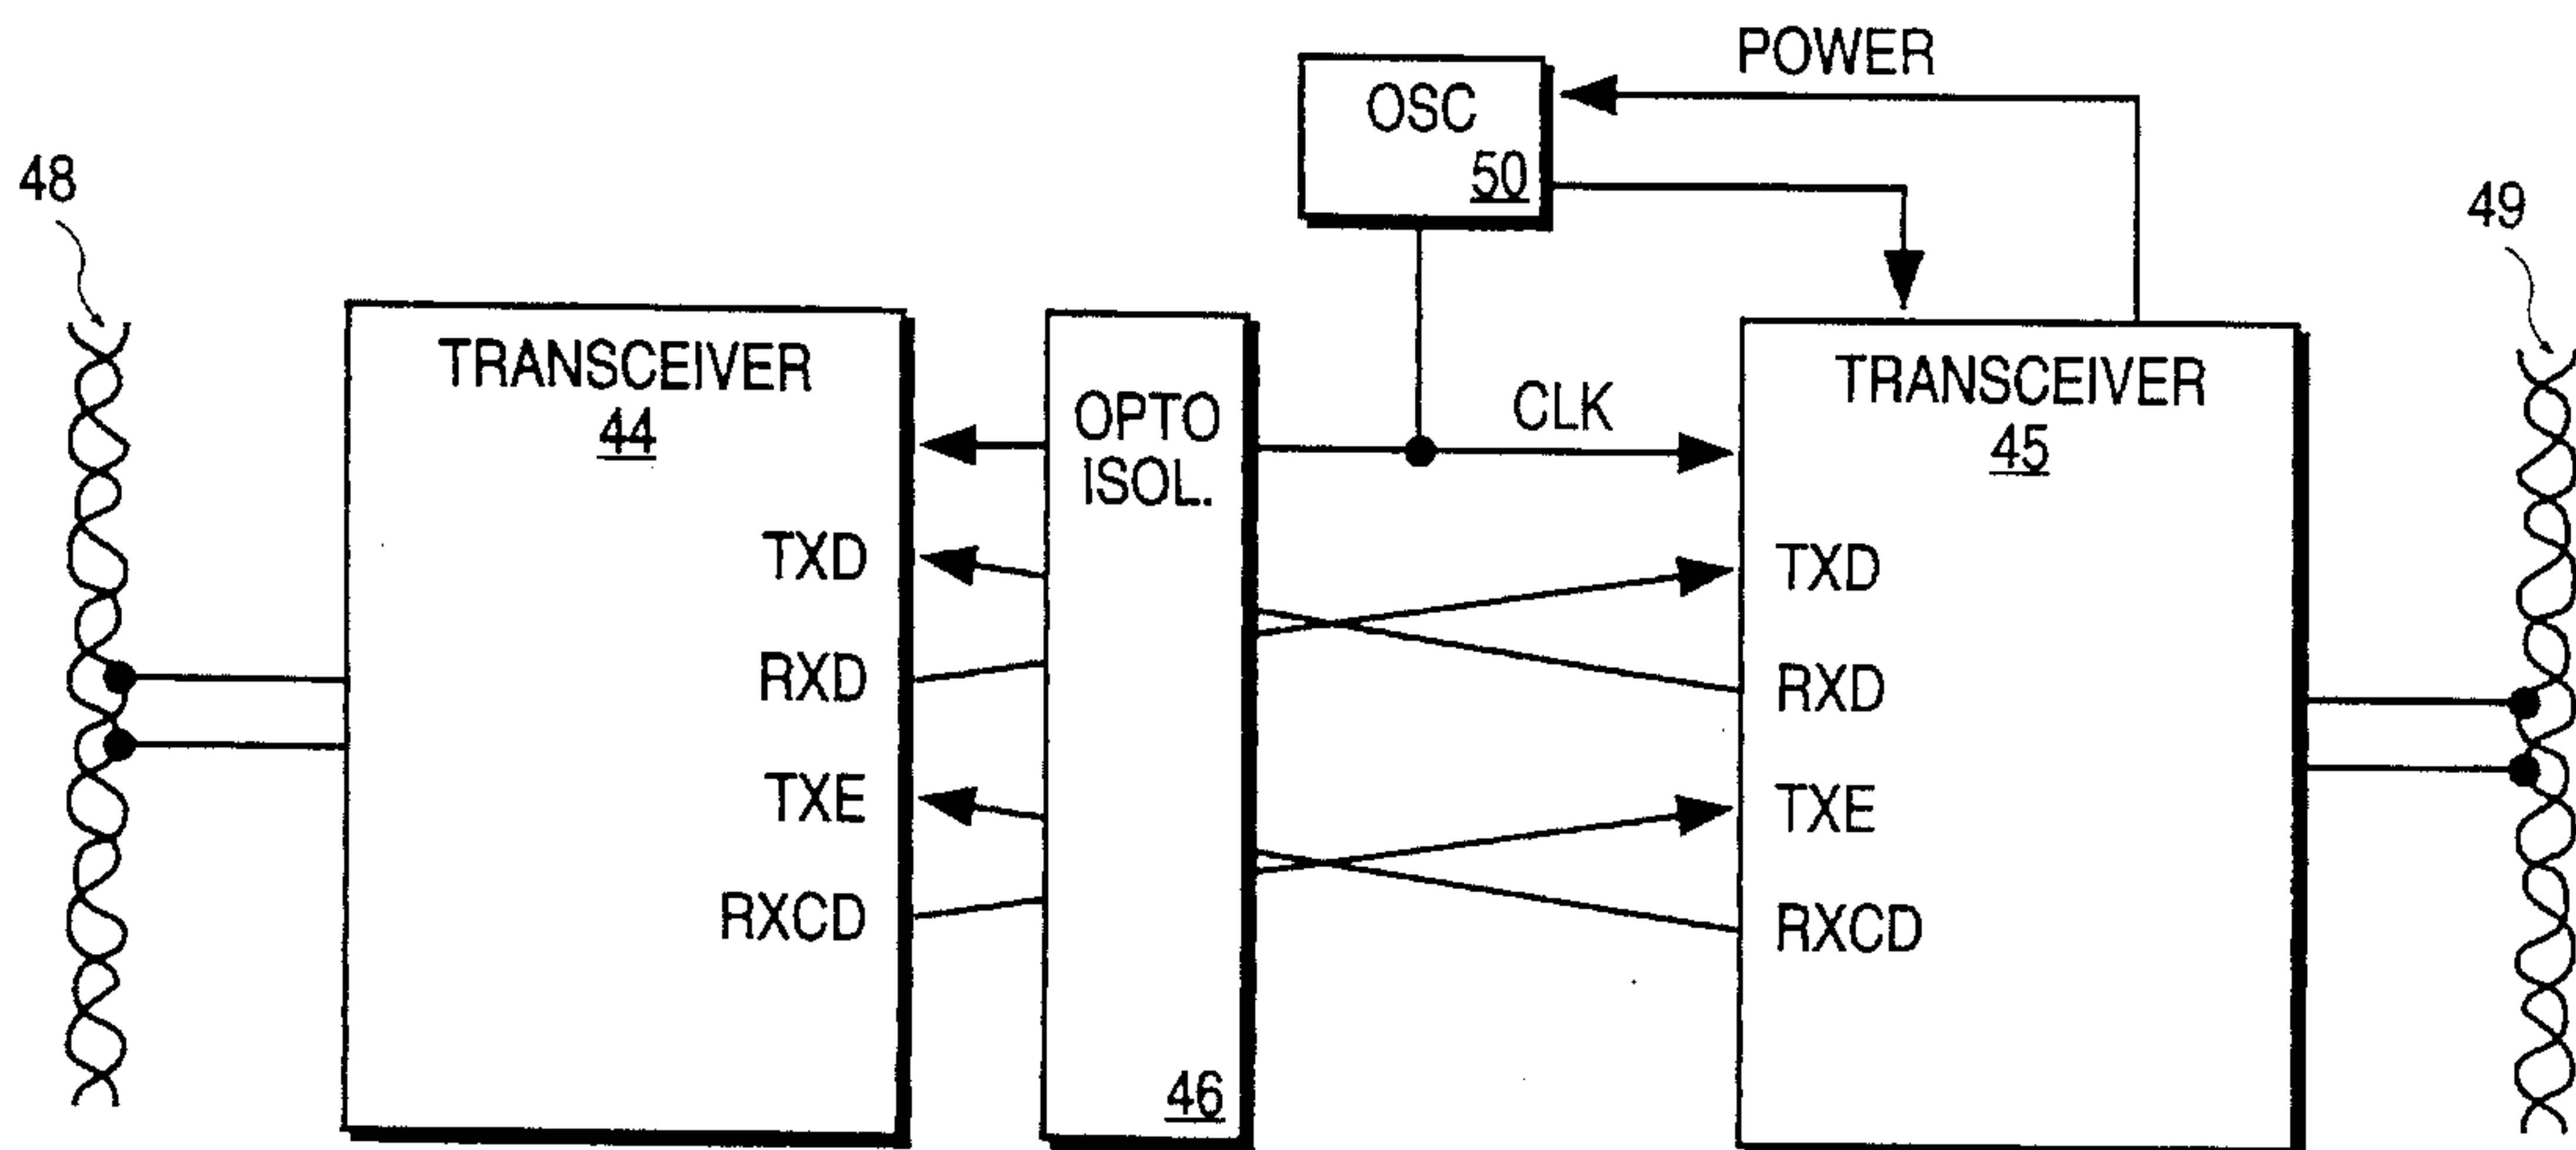 POWER
OSC
50
48
49
TRANSCEIVER
44
OPTO
ISOL.
CLK
TRANSCEIVER
45
TXD
RXD
TXE
RXCD
TXD
RXD
TXE
RXCD
46